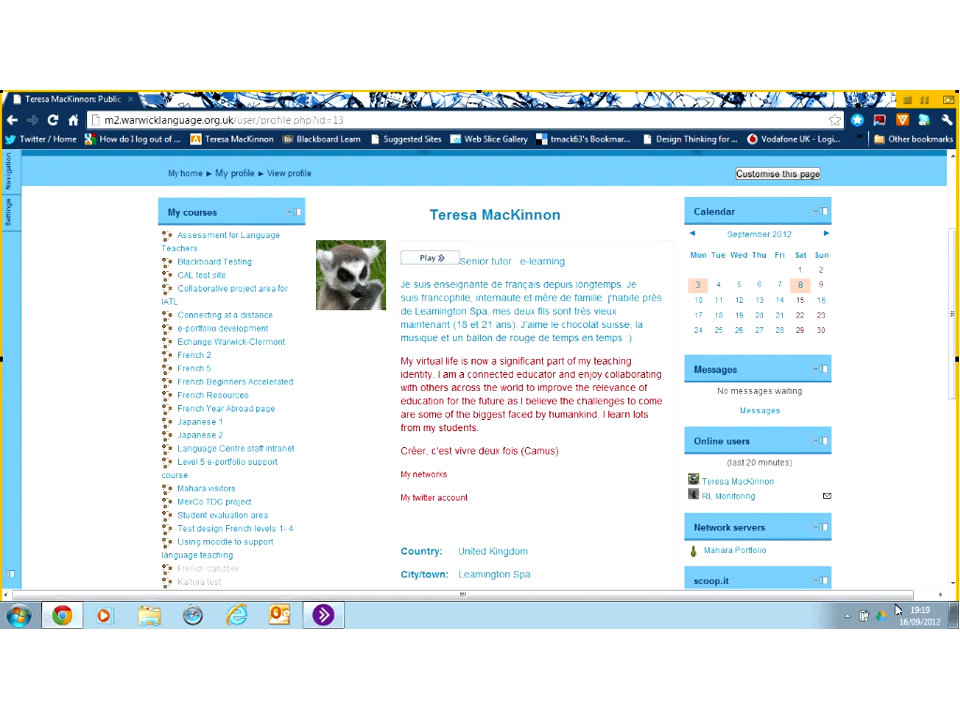 Teresa MacKinnon: Public
m2.warwicklanguage.org.uk/user/profile.php?id=13
Twitter / Home
How do I log out of ...
Teresa MacKinnon
Blackboard Learn
Suggested Sites
Web Slice Gallery
tmack63's Bookmar...
Design Thinking for ...
Vodafone UK - Logi...
Other bookmarks
Navigation
Settings
My home ► My profile ► View profile
Customise this page
My courses
Assessment for Language
Teachers
Blackboard Testing
CAL test site
Collaborative project area for
IATL
Connecting at a distance
e-portfolio development
Echange Warwick-Clermont
French 2
French 5
French Beginners Accelerated
French Resources
French Year Abroad page
Japanese 1
Japanese 2
Language Centre staff intranet
Level 5 e-portfolio support
course
Mahara visitors
MexCo TDG project
Student evaluation area
Test design French levels 1- 4
Using moodle to support
language teaching
French sandbox
Kaltura test
Teresa MacKinnon
Play »
Senior tutor e-learning
Je suis enseignante de français depuis longtemps. Je
suis francophile, internaute et mère de famille. j'habite près
de Leamington Spa, mes deux fils sont très vieux
maintenant (18 et 21 ans). J'aime le chocolat suisse, la
musique et un ballon de rouge de temps en temps :)
My virtual life is now a significant part of my teaching
identity. I am a connected educator and enjoy collaborating
with others across the world to improve the relevance of
education for the future as I believe the challenges to come
are some of the biggest faced by humankind. I learn lots
from my students.
Créer, c'est vivre deux fois (Camus)
My networks
My twitter account
Country: United Kingdom
City/town: Leamington Spa
Calendar
◄ September 2012 ►
Mon Tue Wed Thu Fri Sat Sun
1 2
3 4 5 6 7 8 9
10 11 12 13 14 15 16
17 18 19 20 21 22 23
24 25 26 27 28 29 30
Messages
No messages waiting
Messages
Online users
(last 20 minutes)
Teresa MacKinnon
RL Monitoring
Network servers
Mahara Portfolio
scoop.it
19:19
16/09/2012